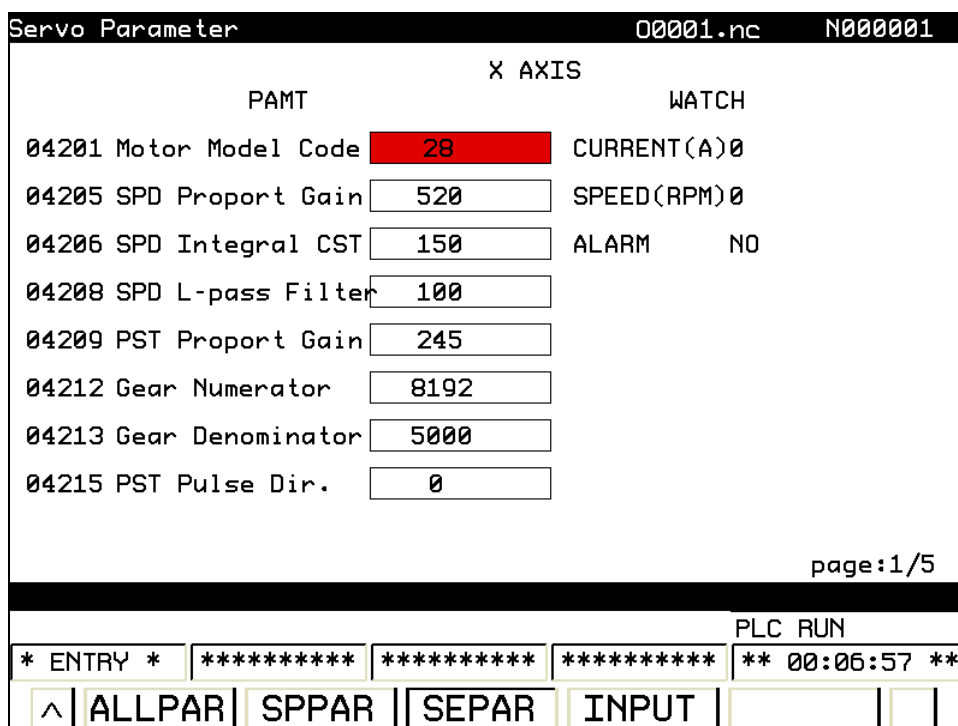 Servo Parameter O0001.nc N000001
X AXIS
PAMT WATCH
04201 Motor Model Code 28 CURRENT(A)0
04205 SPD Proport Gain 520 SPEED(RPM)0
04206 SPD Integral CST 150 ALARM NO
04208 SPD L-pass Filter 100
04209 PST Proport Gain 245
04212 Gear Numerator 8192
04213 Gear Denominator 5000
04215 PST Pulse Dir. 0
page:1/5
PLC RUN
* ENTRY * ********** ********** ********** ** 00:06:57 **
^ ALLPAR SPPAR SEPAR INPUT